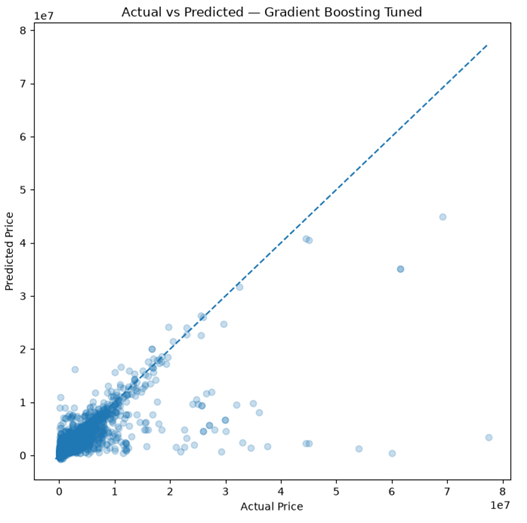 Actual vs Predicted — Gradient Boosting Tuned
1e7
8
7
6
5
4
3
2
1
0
Predicted Price
0 1 2 3 4 5 6 7 8
1e7
Actual Price